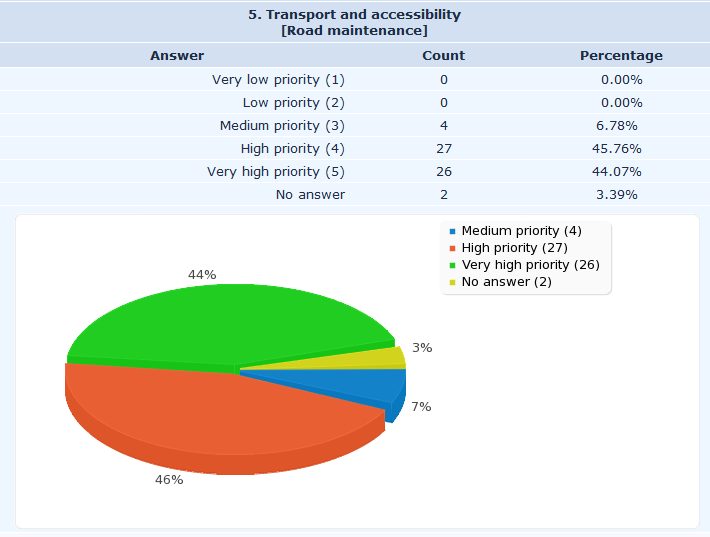 5. Transport and accessibility
[Road maintenance]
Answer Count Percentage
Very low priority (1) 0 0.00%
Low priority (2) 0 0.00%
Medium priority (3) 4 6.78%
High priority (4) 27 45.76%
Very high priority (5) 26 44.07%
No answer 2 3.39%
Medium priority (4)
High priority (27)
Very high priority (26)
No answer (2)
44%
3%
7%
46%